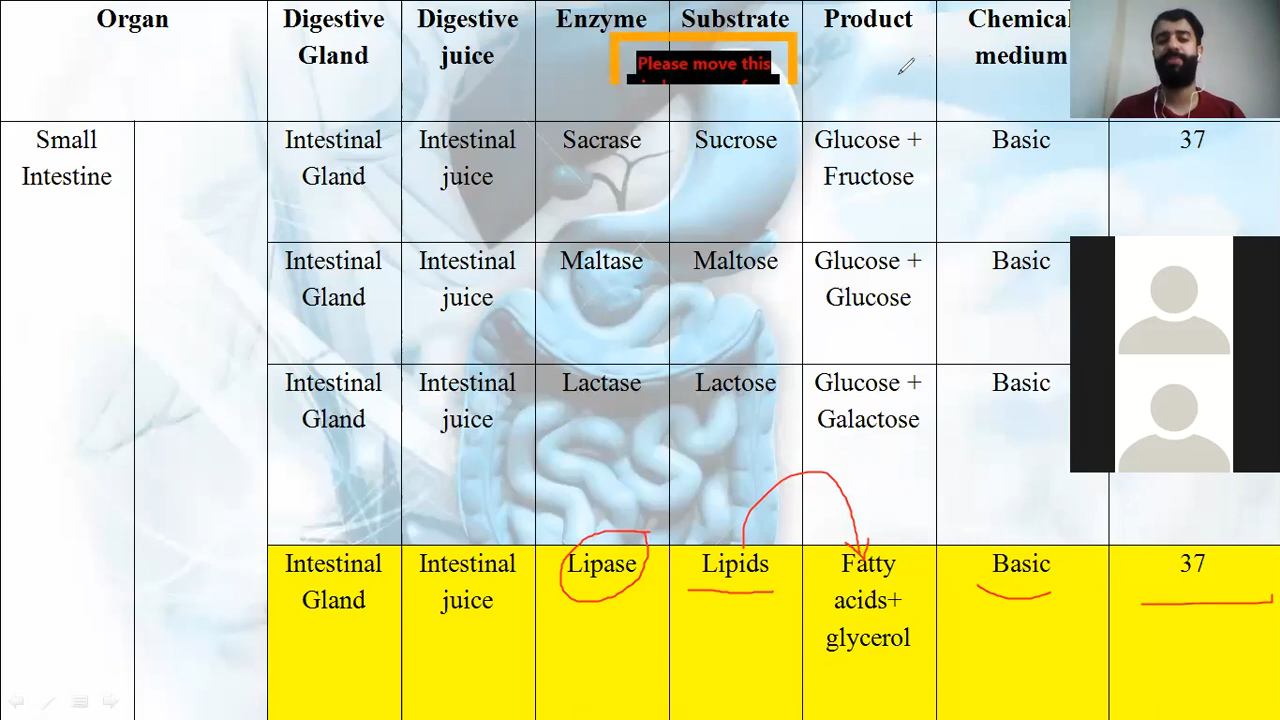 Organ
Digestive
Gland
Digestive
juice
Enzyme
Substrate
Product
Chemical
medium
Please move this
Small
Intestine
Intestinal
Gland
Intestinal
juice
Sacrase
Sucrose
Glucose +
Fructose
Basic
37
Intestinal
Gland
Intestinal
juice
Maltase
Maltose
Glucose +
Glucose
Basic
Intestinal
Gland
Intestinal
juice
Lactase
Lactose
Glucose +
Galactose
Basic
Intestinal
Gland
Intestinal
juice
Lipase
Lipids
Fatty
acids+
glycerol
Basic
37